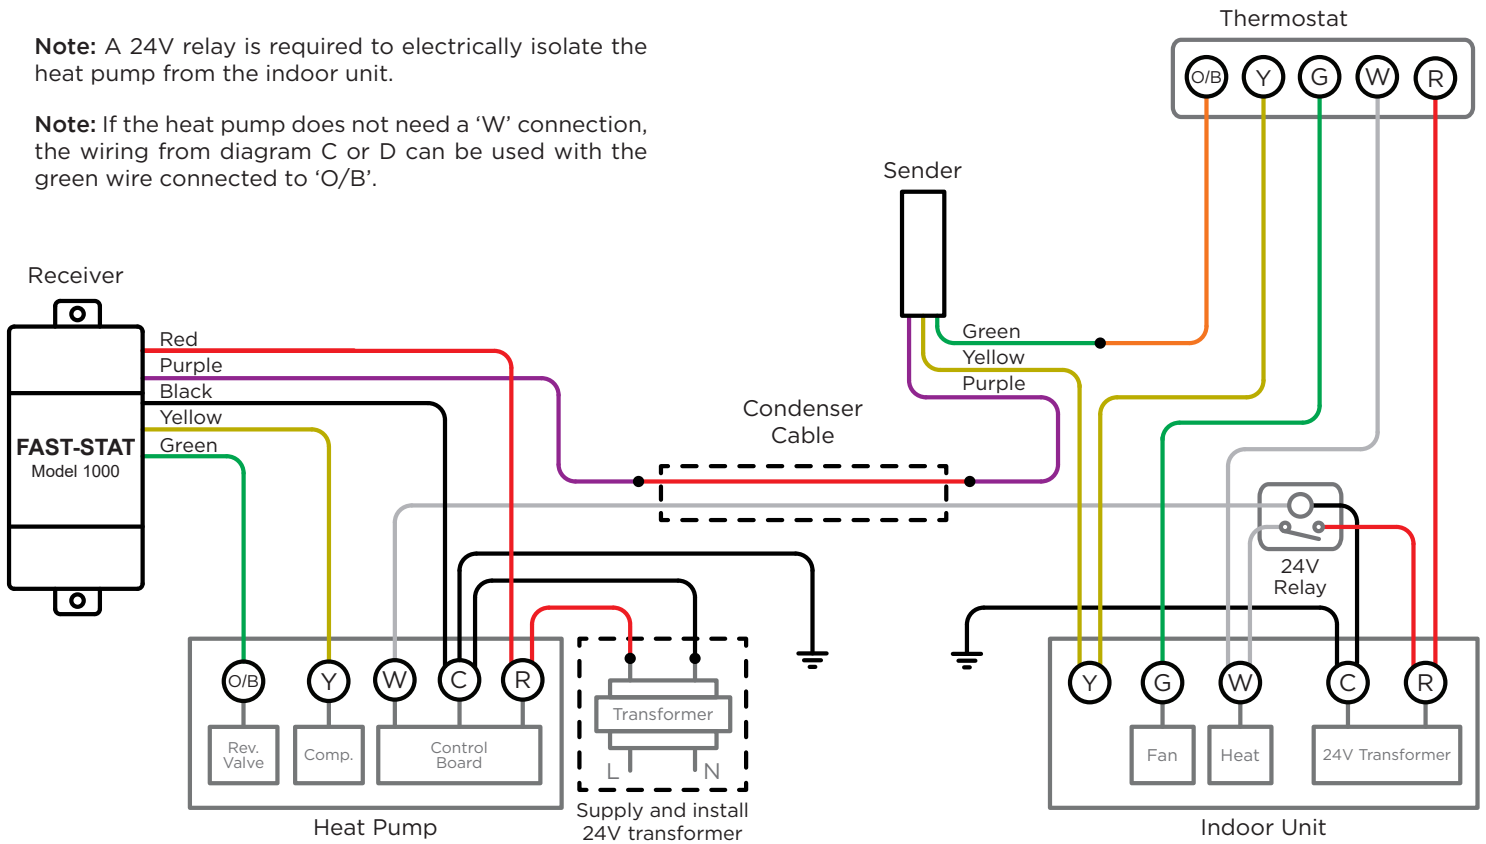 Note: A 24V relay is required to electrically isolate the
heat pump from the indoor unit.
Note: If the heat pump does not need a ‘W’ connection,
the wiring from diagram C or D can be used with the
green wire connected to ‘O/B’.
Thermostat
O/B
Y
G
W
R
Sender
Green
Yellow
Purple
Receiver
Red
Purple
Black
Yellow
Green
FAST-STAT
Model 1000
Condenser
Cable
24V
Relay
O/B
Y
W
C
R
Rev.
Valve
Comp.
Control
Board
Heat Pump
Transformer
L
N
Supply and install
24V transformer
Y
G
W
C
R
Fan
Heat
24V Transformer
Indoor Unit